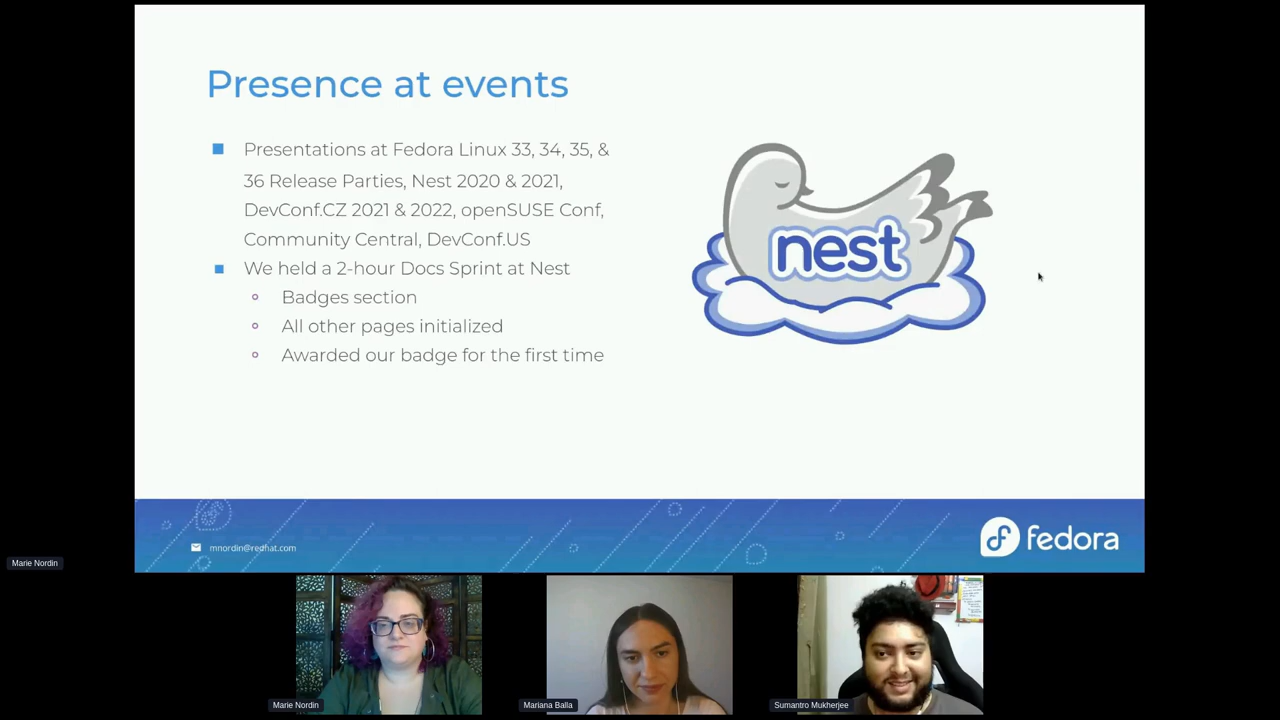 Presence at events
Presentations at Fedora Linux 33, 34, 35, &
36 Release Parties, Nest 2020 & 2021,
DevConf.CZ 2021 & 2022, openSUSE Conf,
Community Central, DevConf.US
We held a 2-hour Docs Sprint at Nest
Badges section
All other pages initialized
Awarded our badge for the first time
nest
mnordin@redhat.com
fedora
Marie Nordin
Marie Nordin
Mariana Balla
Sumantro Mukherjee